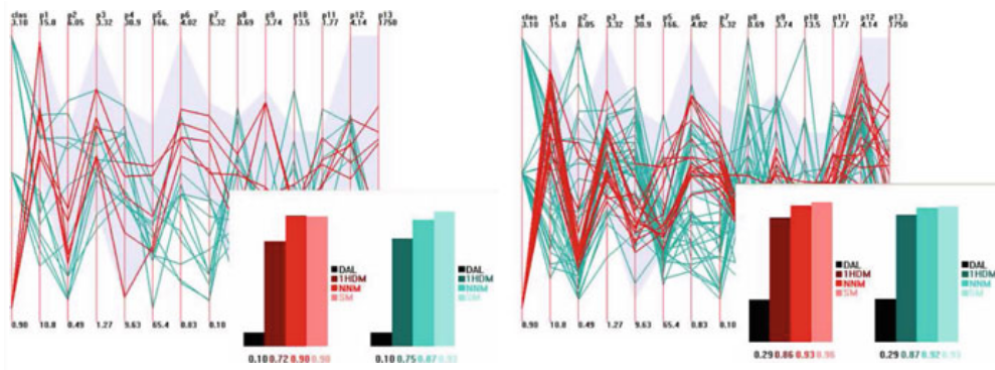 clas p1 p2 p3 p4 p5 p6 p7 p8 p9 p10 p11 p12 p13
3.10 15.0 6.05 3.32 30.9 166. 4.02 6.32 0.69 3.74 13.5 1.77 4.14 1750
0.90 10.8 0.49 1.27 9.63 65.4 0.83 0.10
DAL
1HDM
NNM
SM
DAL
1HDM
NNM
SM
0.10 0.72 0.90 0.90
0.10 0.75 0.87 0.93
clas p1 p2 p3 p4 p5 p6 p7 p8 p9 p10 p11 p12 p13
3.10 15.0 6.05 3.32 30.9 166. 4.02 6.32 0.69 3.74 13.5 1.77 4.14 1750
0.90 10.8 0.49 1.27 9.63 65.4 0.83 0.10
DAL
1HDM
NNM
SM
DAL
1HDM
NNM
SM
0.29 0.86 0.93 0.96
0.29 0.87 0.92 0.93